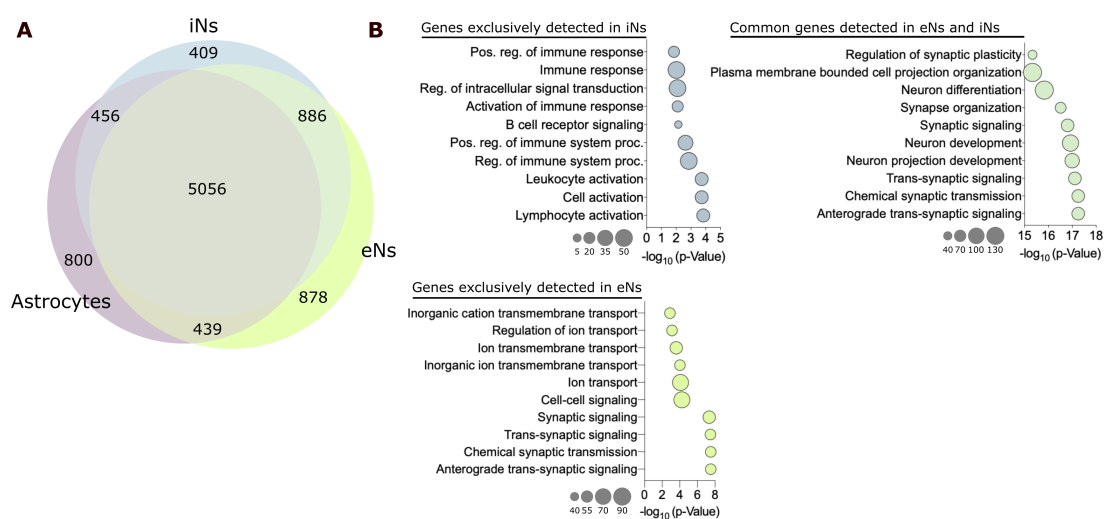 A
iNs
409
456
886
5056
eNs
800
Astrocytes
878
439
B
Genes exclusively detected in iNs
Pos. reg. of immune response
Immune response
Reg. of intracellular signal transduction
Activation of immune response
B cell receptor signaling
Pos. reg. of immune system proc.
Reg. of immune system proc.
Leukocyte activation
Cell activation
Lymphocyte activation
0 1 2 3 4 5
5 20 35 50
-log10 (p-Value)
Common genes detected in eNs and iNs
Regulation of synaptic plasticity
Plasma membrane bounded cell projection organization
Neuron differentiation
Synapse organization
Synaptic signaling
Neuron development
Neuron projection development
Trans-synaptic signaling
Chemical synaptic transmission
Anterograde trans-synaptic signaling
15 16 17 18
40 70 100 130
-log10 (p-Value)
Genes exclusively detected in eNs
Inorganic cation transmembrane transport
Regulation of ion transport
Ion transmembrane transport
Inorganic ion transmembrane transport
Ion transport
Cell-cell signaling
Synaptic signaling
Trans-synaptic signaling
Chemical synaptic transmission
Anterograde trans-synaptic signaling
0 2 4 6 8
40 55 70 90
-log10 (p-Value)